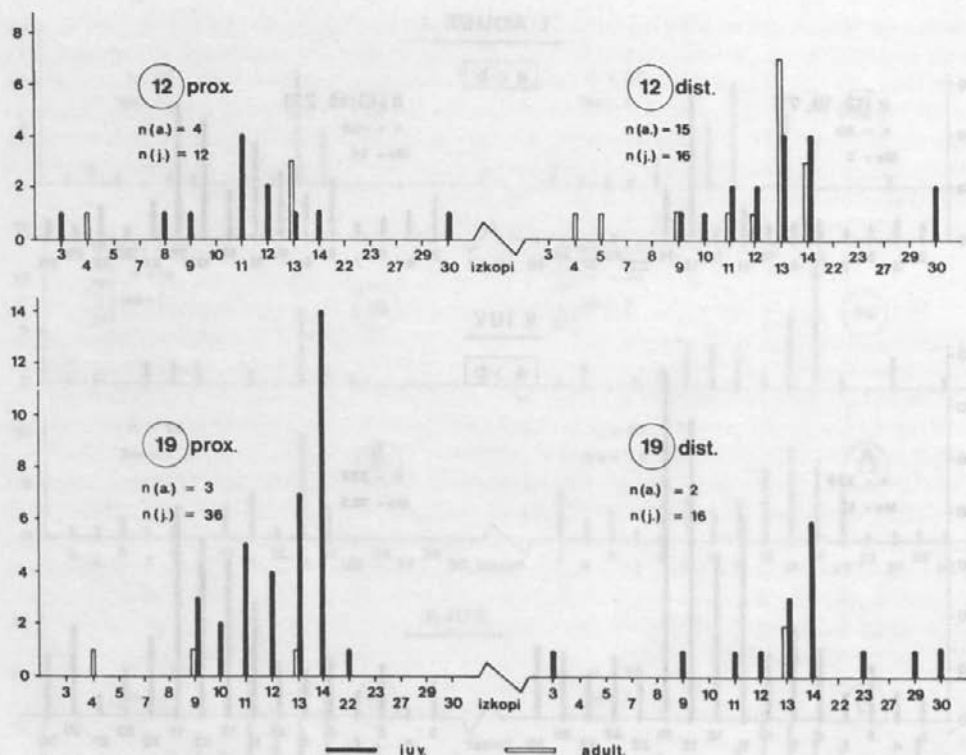 8
6
4
2
0
12 prox.
n (a.) = 4
n (j.) = 12
12 dist.
n (a.) = 15
n (j.) = 16
3 5 8 10 12 14 23 29 3 5 8 10 12 14 23 29
4 7 9 11 13 22 27 30 izkopi 4 7 9 11 13 22 27 30
14
12
10
8
6
4
2
0
19 prox.
n (a.) = 3
n (j.) = 36
19 dist.
n (a.) = 2
n (j.) = 16
3 5 8 10 12 14 23 29 3 5 8 10 12 14 23 29
4 7 9 11 13 22 27 30 izkopi 4 7 9 11 13 22 27 30
juv. adult.